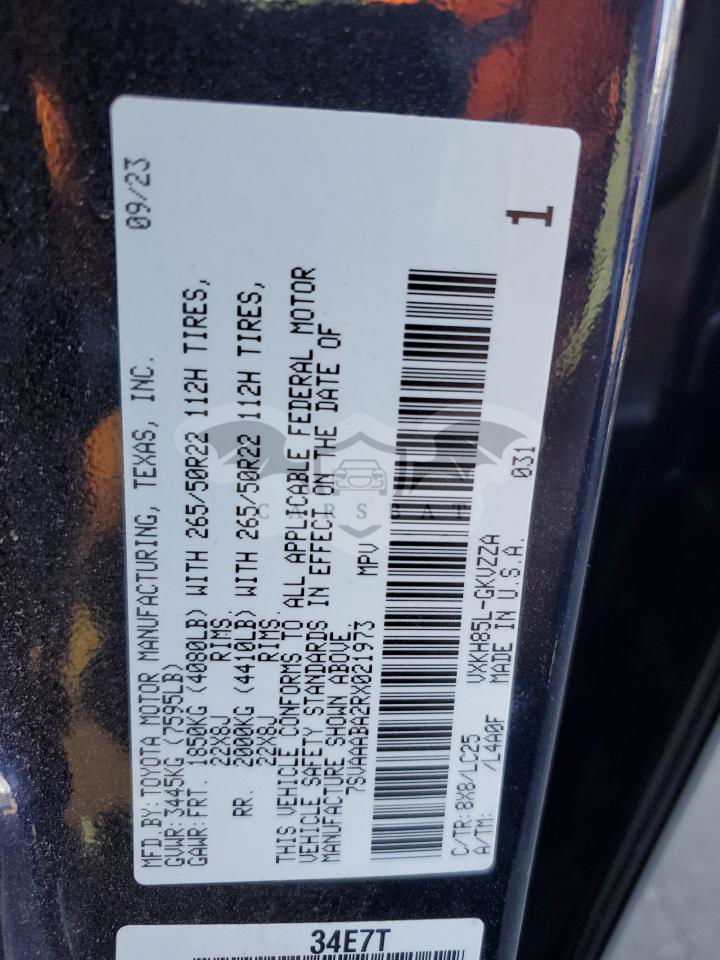 MFD.BY: TOYOTA MOTOR MANUFACTURING, TEXAS, INC. 09/23
GVWR: 3445KG (7595LB)
GAWR: FRT. 1850KG (4080LB) WITH 265/50R22 112H TIRES,
22X8J RIMS.
RR. 2000KG (4410LB) WITH 265/50R22 112H TIRES,
22X8J RIMS.
THIS VEHICLE CONFORMS TO ALL APPLICABLE FEDERAL MOTOR
VEHICLE SAFETY STANDARDS IN EFFECT ON THE DATE OF
MANUFACTURE SHOWN ABOVE.
7SVAAABA2RX021973 MPV
C/TR: 8X8/LC25 VXKH85L-GKVZZA 031
A/TM: /L4A0F MADE IN U.S.A.
1
CARSBAT
34E7T